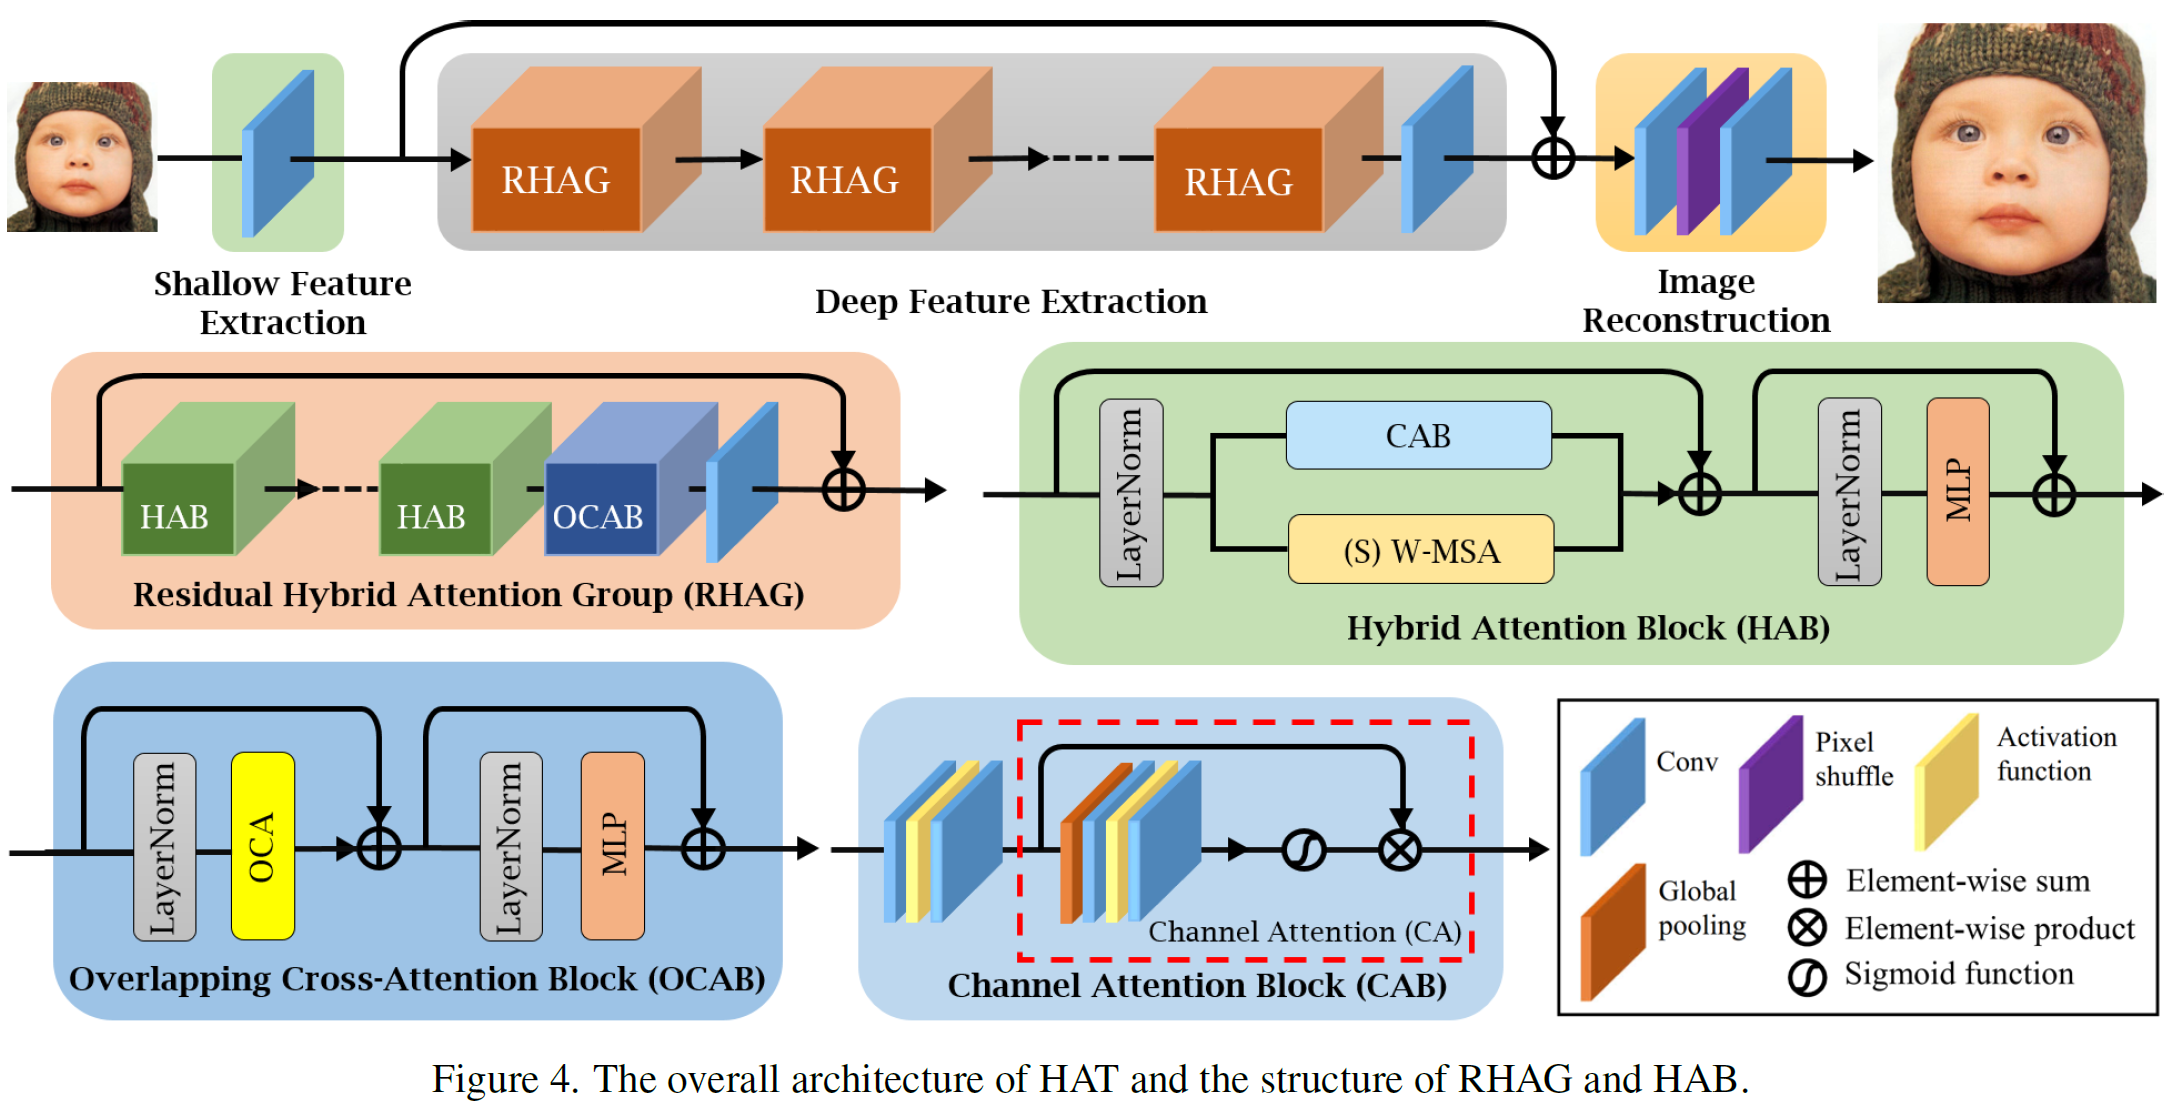 RHAG
RHAG
RHAG
Shallow Feature
Extraction
Deep Feature Extraction
Image
Reconstruction
HAB
HAB
OCAB
Residual Hybrid Attention Group (RHAG)
LayerNorm
CAB
(S) W-MSA
LayerNorm
MLP
Hybrid Attention Block (HAB)
LayerNorm
OCA
LayerNorm
MLP
Overlapping Cross-Attention Block (OCAB)
Channel Attention (CA)
Channel Attention Block (CAB)
Conv
Pixel
shuffle
Activation
function
Global
pooling
Element-wise sum
Element-wise product
Sigmoid function
Figure 4. The overall architecture of HAT and the structure of RHAG and HAB.